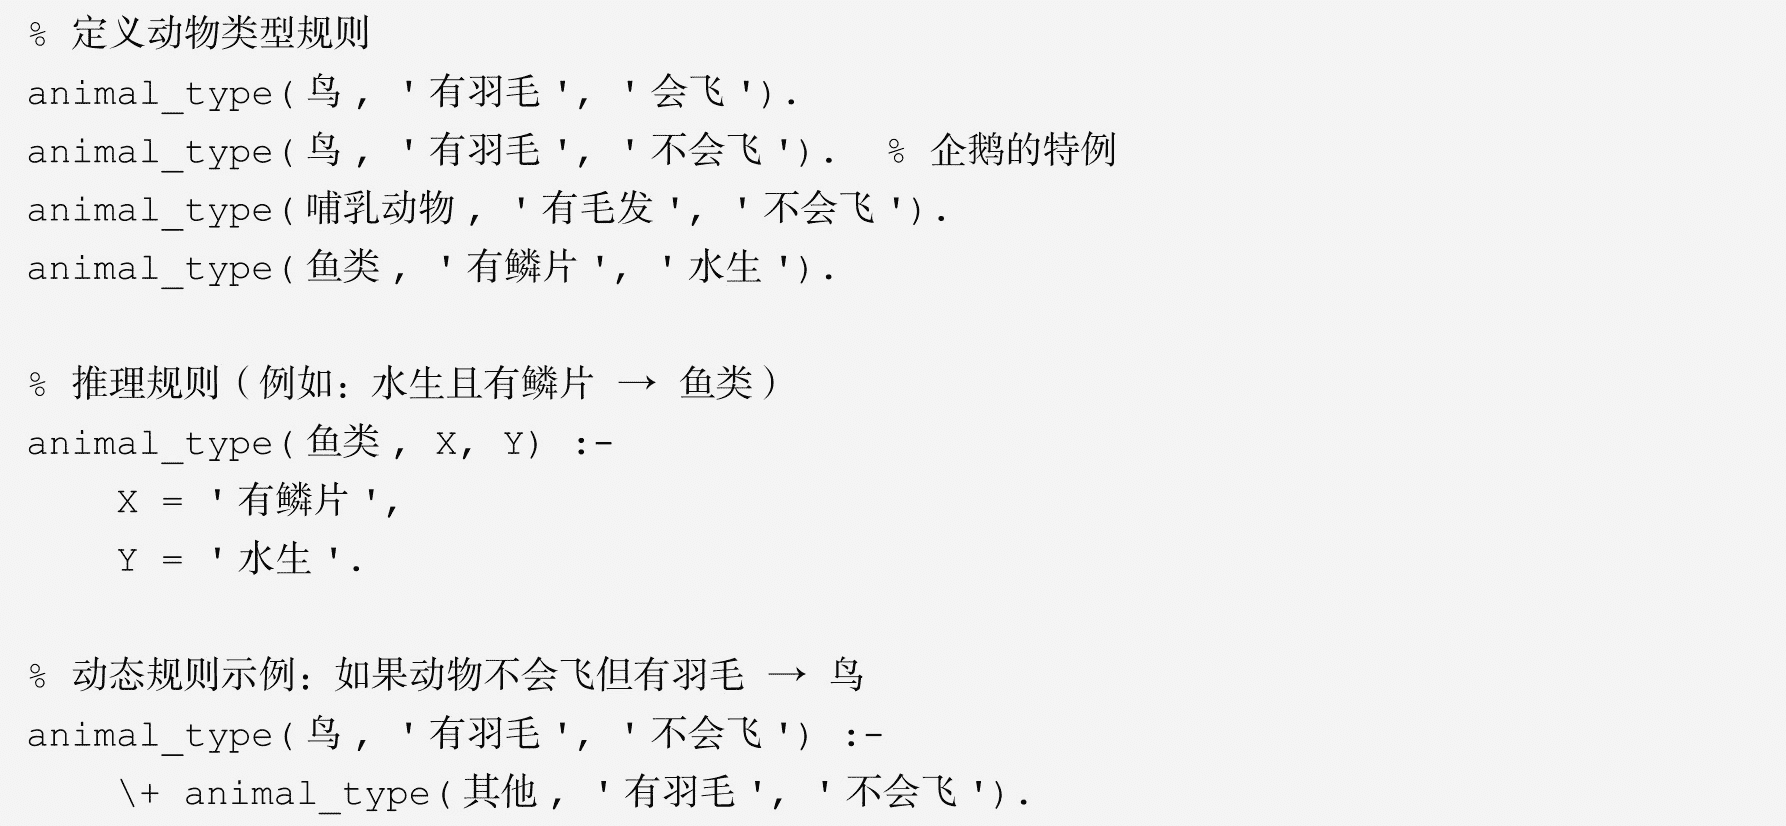 % 定义动物类型规则
animal_type(鸟, '有羽毛', '会飞').
animal_type(鸟, '有羽毛', '不会飞').  % 企鹅的特例
animal_type(哺乳动物, '有毛发', '不会飞').
animal_type(鱼类, '有鳞片', '水生').
% 推理规则（例如：水生且有鳞片 → 鱼类）
animal_type(鱼类, X, Y) :-
    X = '有鳞片',
    Y = '水生'.
% 动态规则示例：如果动物不会飞但有羽毛 → 鸟
animal_type(鸟, '有羽毛', '不会飞') :-
    \+ animal_type(其他, '有羽毛', '不会飞').